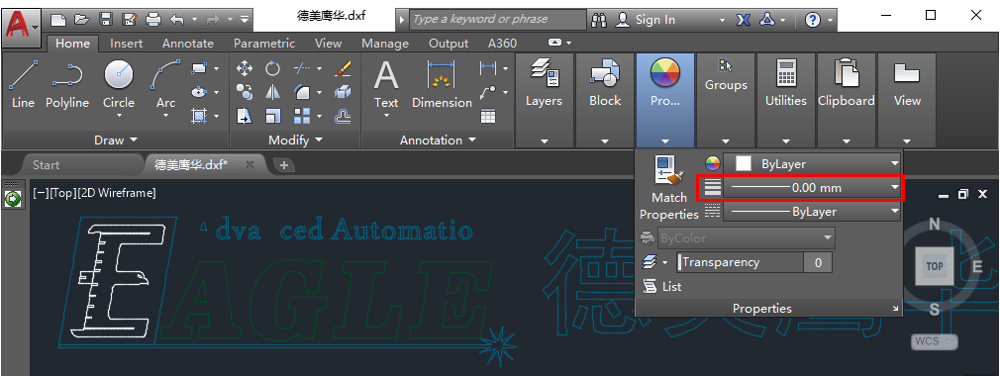 德美鹰华.dxf
Type a keyword or phrase
Sign In
Home Insert Annotate Parametric View Manage Output A360
Line Polyline Circle Arc
Text Dimension
Layers Block Pro... Groups Utilities Clipboard View
Draw Modify Annotation
Start 德美鹰华.dxf*
[−][Top][2D Wireframe]
ByLayer
0.00 mm
ByLayer
Match
Properties
ByColor
Transparency 0
List
Properties
dva ced Automatio
EAGLE
德
N
TOP
E
S
WCS